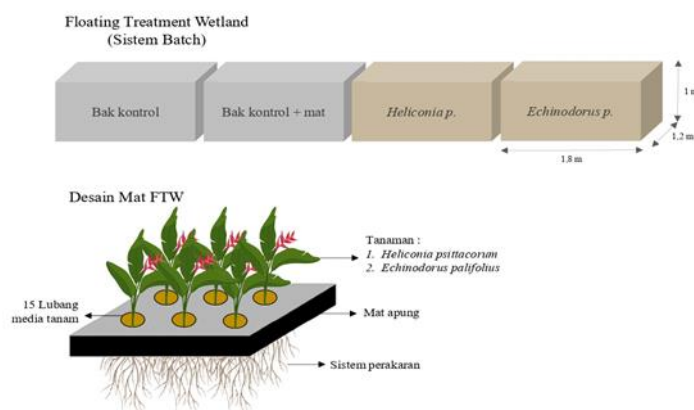 Floating Treatment Wetland
(Sistem Batch)
Bak kontrol
Bak kontrol + mat
Heliconia p.
Echinodorus p.
1 m
1,2 m
1,8 m
Desain Mat FTW
Tanaman :
1. Heliconia psittacorum
2. Echinodorus palifolius
15 Lubang
media tanam
Mat apung
Sistem perakaran